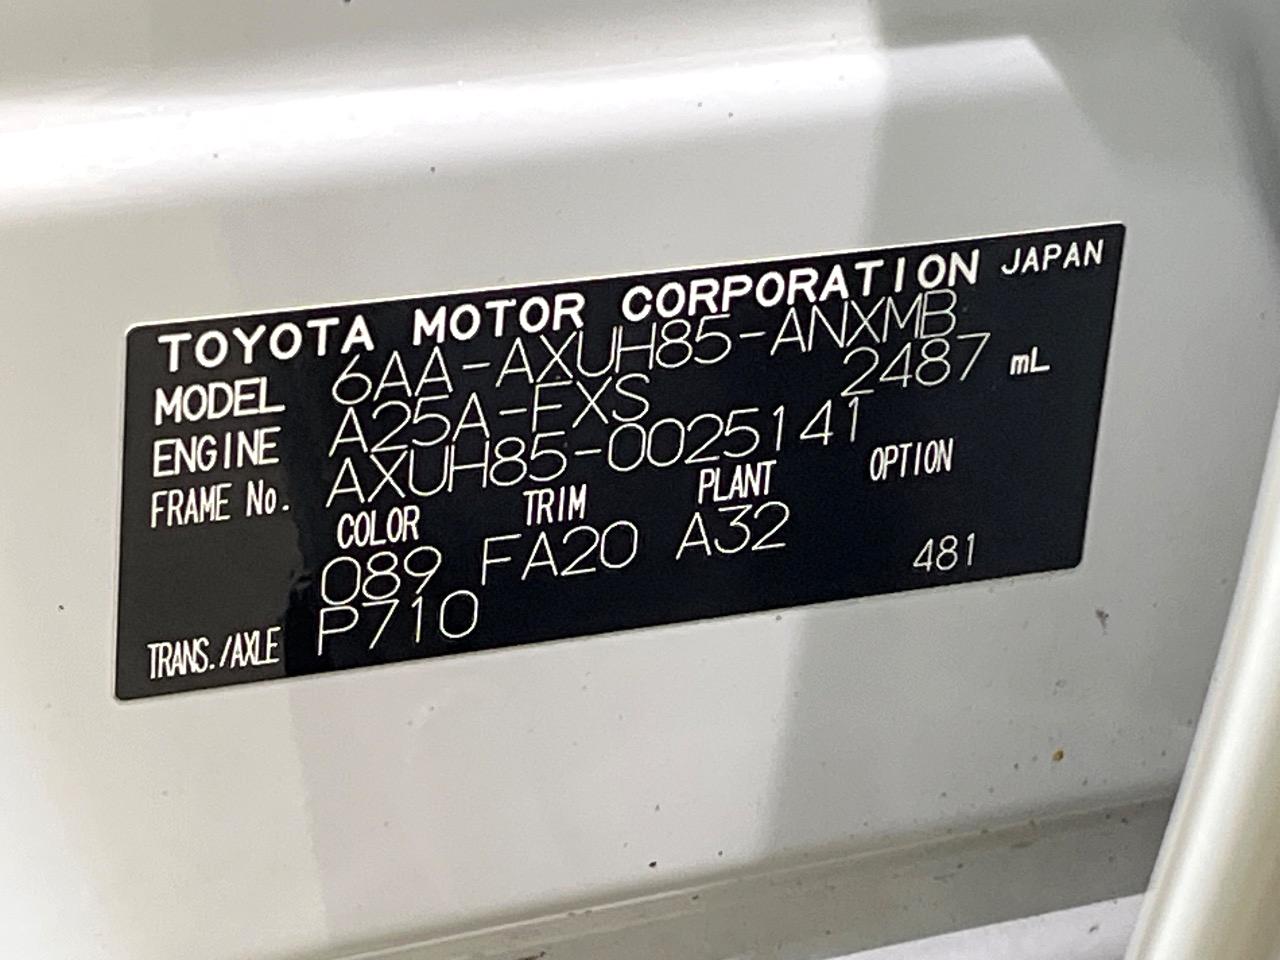 TOYOTA MOTOR CORPORATION JAPAN
MODEL 6AA-AXUH85-ANXMB
ENGINE A25A-FXS 2487 mL
FRAME No. AXUH85-0025141
COLOR TRIM PLANT OPTION
089 FA20 A32 481
TRANS./AXLE P710